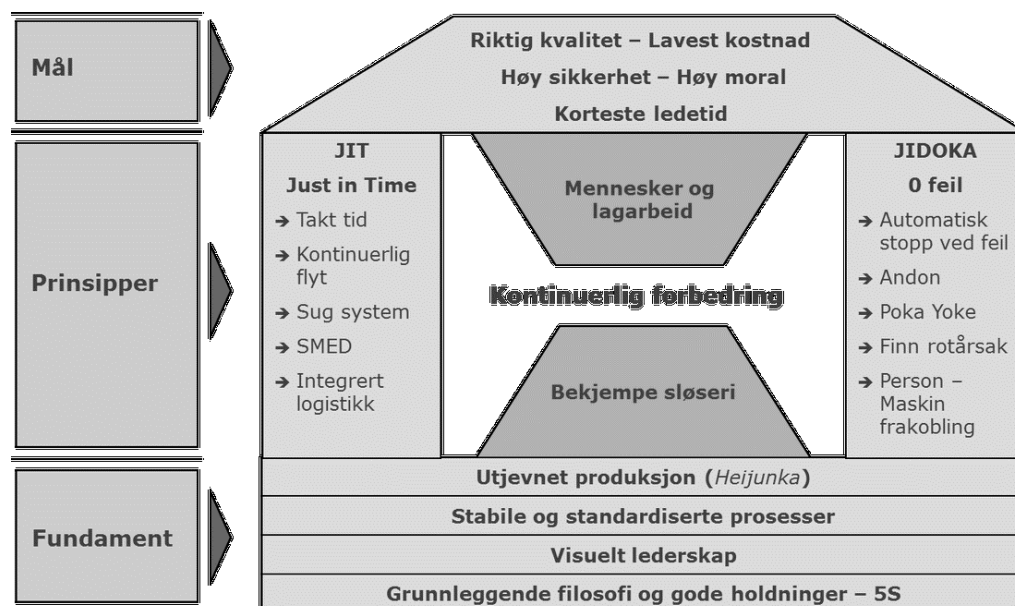 Mål
Riktig kvalitet – Lavest kostnad
Høy sikkerhet – Høy moral
Korteste ledetid
Prinsipper
JIT
Just in Time
➔ Takt tid
➔ Kontinuerlig
flyt
➔ Sug system
➔ SMED
➔ Integrert
logistikk
Mennesker og
lagarbeid
Kontinuerlig forbedring
Bekjempe sløseri
JIDOKA
0 feil
➔ Automatisk
stopp ved feil
➔ Andon
➔ Poka Yoke
➔ Finn rotårsak
➔ Person –
Maskin
frakobling
Fundament
Utjevnet produksjon (Heijunka)
Stabile og standardiserte prosesser
Visuelt lederskap
Grunnleggende filosofi og gode holdninger – 5S